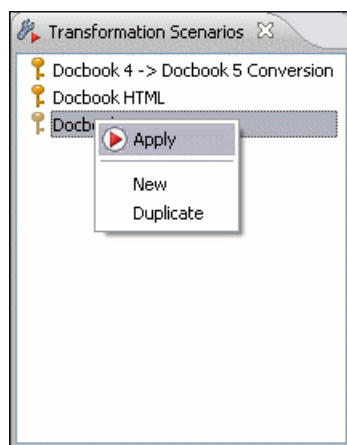 Transformation Scenarios
Docbook 4 -> Docbook 5 Conversion
Docbook HTML
Apply
New
Duplicate